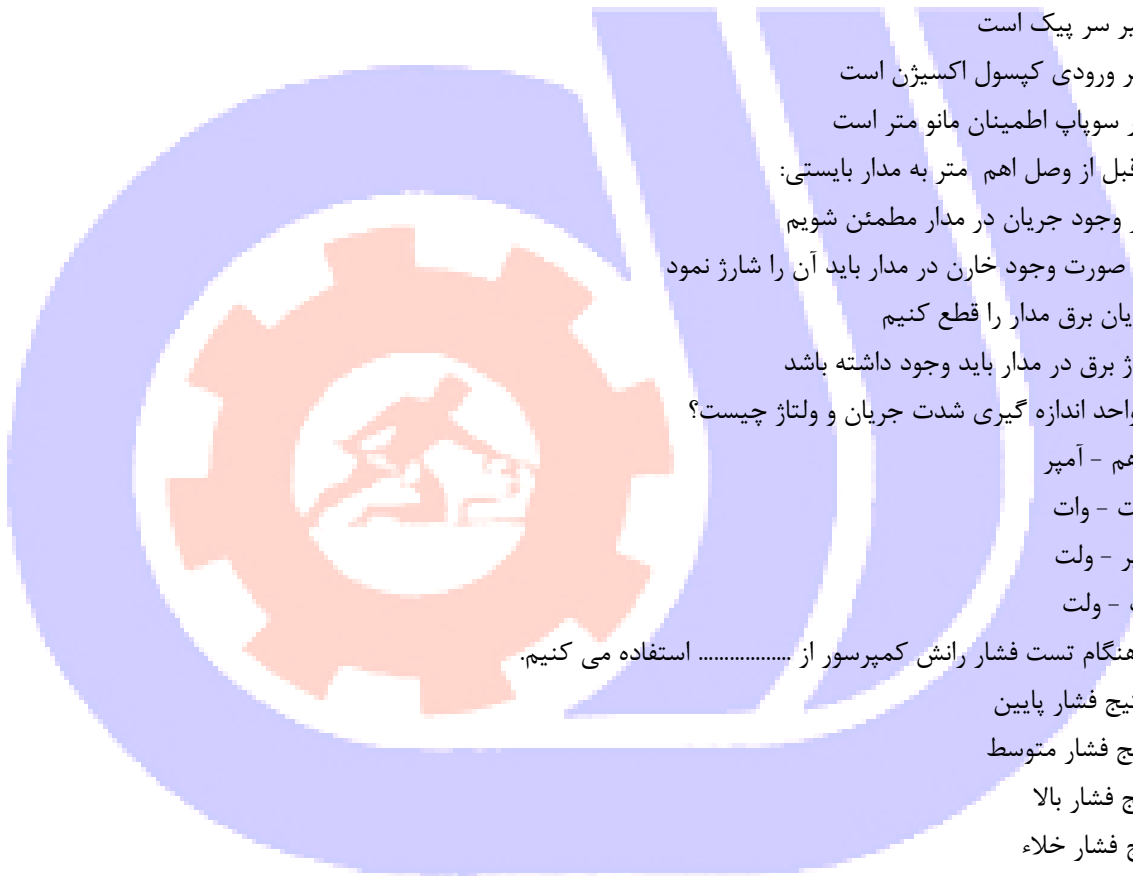 سر پیک است
ورودی کپسول اکسیژن است
سوپاپ اطمینان مانو متر است
قبل از وصل اهم متر به مدار بایستی:
وجود جریان در مدار مطمئن شویم
صورت وجود خارن در مدار باید آن را شارژ نمود
برق مدار را قطع کنیم
برق در مدار باید وجود داشته باشد
واحد اندازه گیری شدت جریان و ولتاژ چیست؟
هم - آمپر
ت - وات
ر - ولت
- ولت
هنگام تست فشار رانش کمپرسور از ................. استفاده می کنیم.
فشار پایین
فشار متوسط
فشار بالا
فشار خلاء